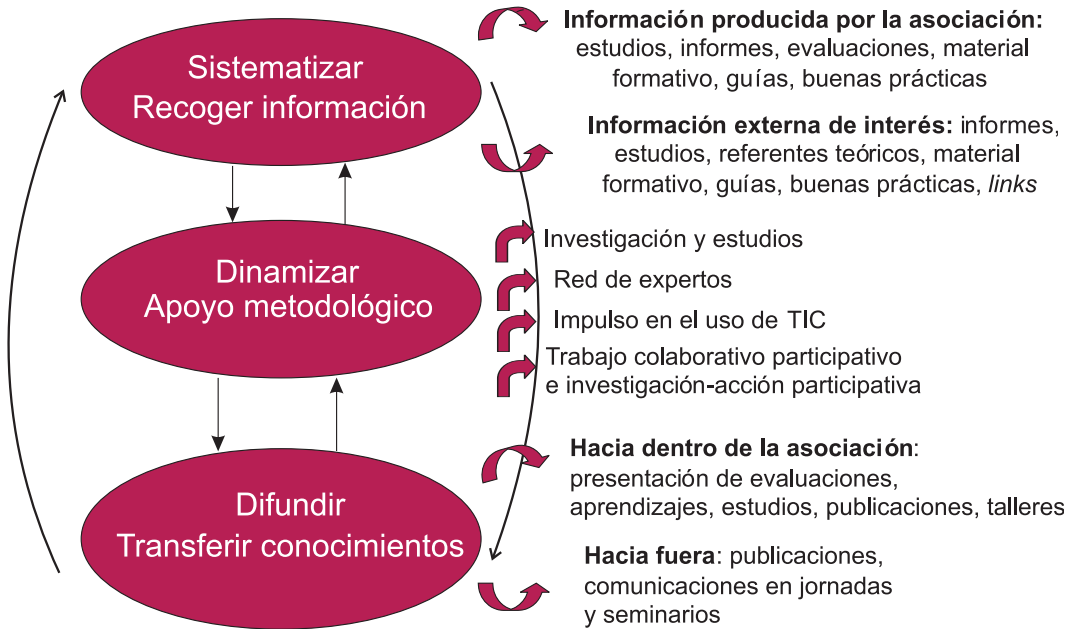 Sistematizar
Recoger información
Información producida por la asociación:
estudios, informes, evaluaciones, material
formativo, guías, buenas prácticas
Información externa de interés: informes,
estudios, referentes teóricos, material
formativo, guías, buenas prácticas, links
Dinamizar
Apoyo metodológico
Investigación y estudios
Red de expertos
Impulso en el uso de TIC
Trabajo colaborativo participativo
e investigación-acción participativa
Difundir
Transferir conocimientos
Hacia dentro de la asociación:
presentación de evaluaciones,
aprendizajes, estudios, publicaciones, talleres
Hacia fuera: publicaciones,
comunicaciones en jornadas
y seminarios